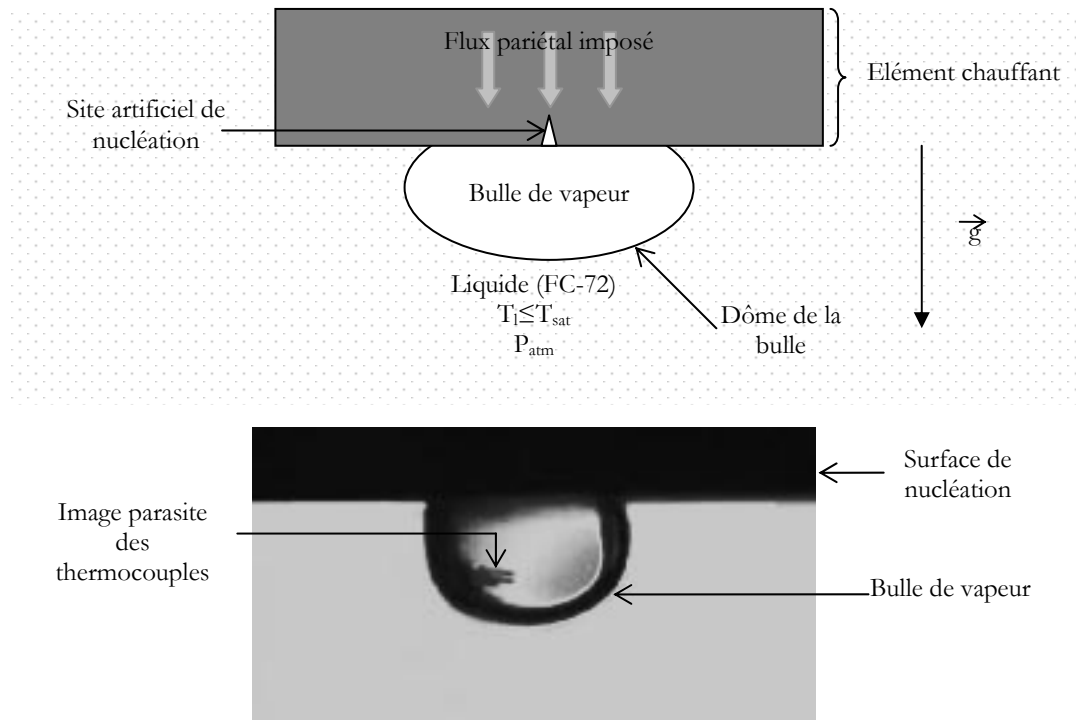 Flux pariétal imposé
Elément chauffant
Site artificiel de
nucléation
Bulle de vapeur
g
Liquide (FC-72)
Tl≤Tsat
Patm
Dôme de la
bulle
Surface de
nucléation
Image parasite
des
thermocouples
Bulle de vapeur